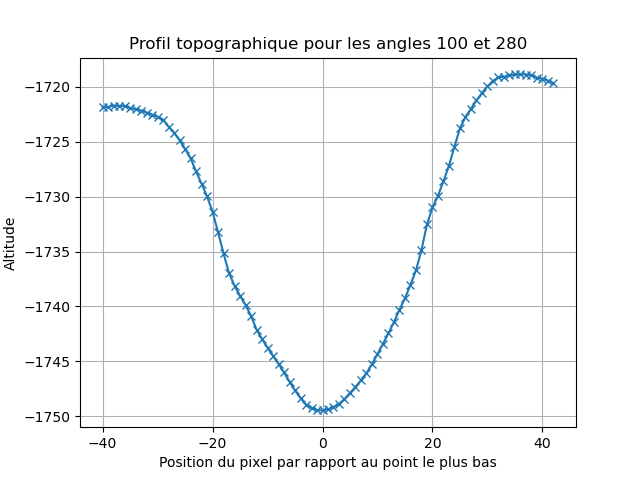 Profil topographique pour les angles 100 et 280
Altitude
−1720
−1725
−1730
−1735
−1740
−1745
−1750
−40 −20 0 20 40
Position du pixel par rapport au point le plus bas